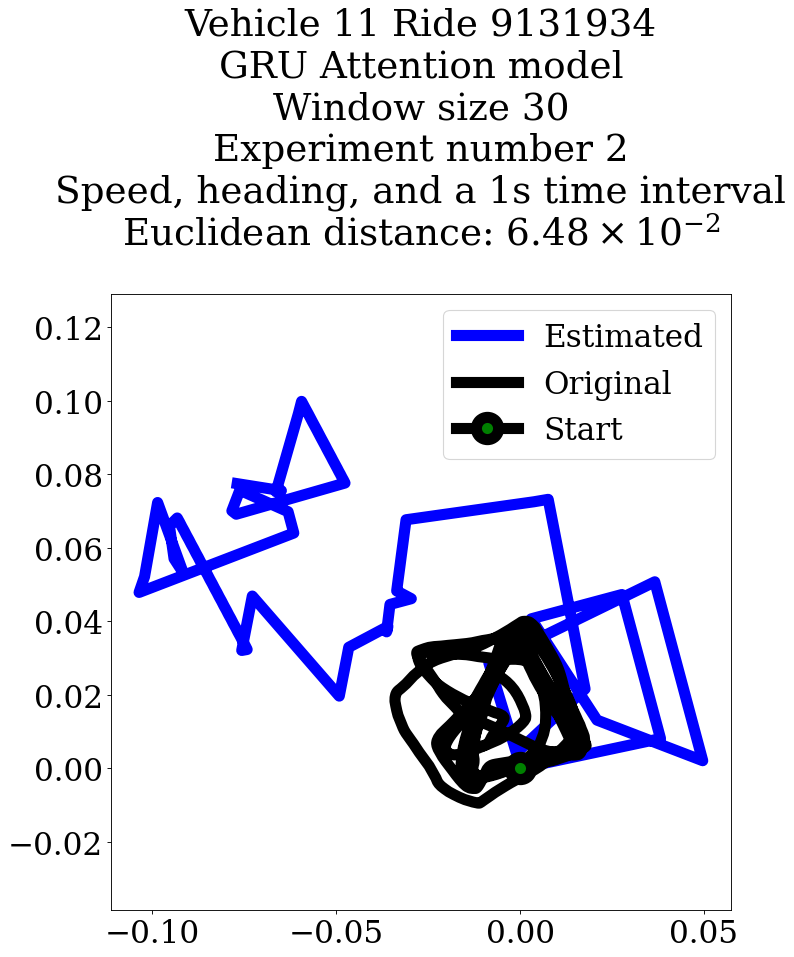 Vehicle 11 Ride 9131934
GRU Attention model
Window size 30
Experiment number 2
Speed, heading, and a 1s time interval
Euclidean distance: 6.48 × 10⁻²
Estimated
Original
Start
0.12
0.10
0.08
0.06
0.04
0.02
0.00
−0.02
−0.10 −0.05 0.00 0.05